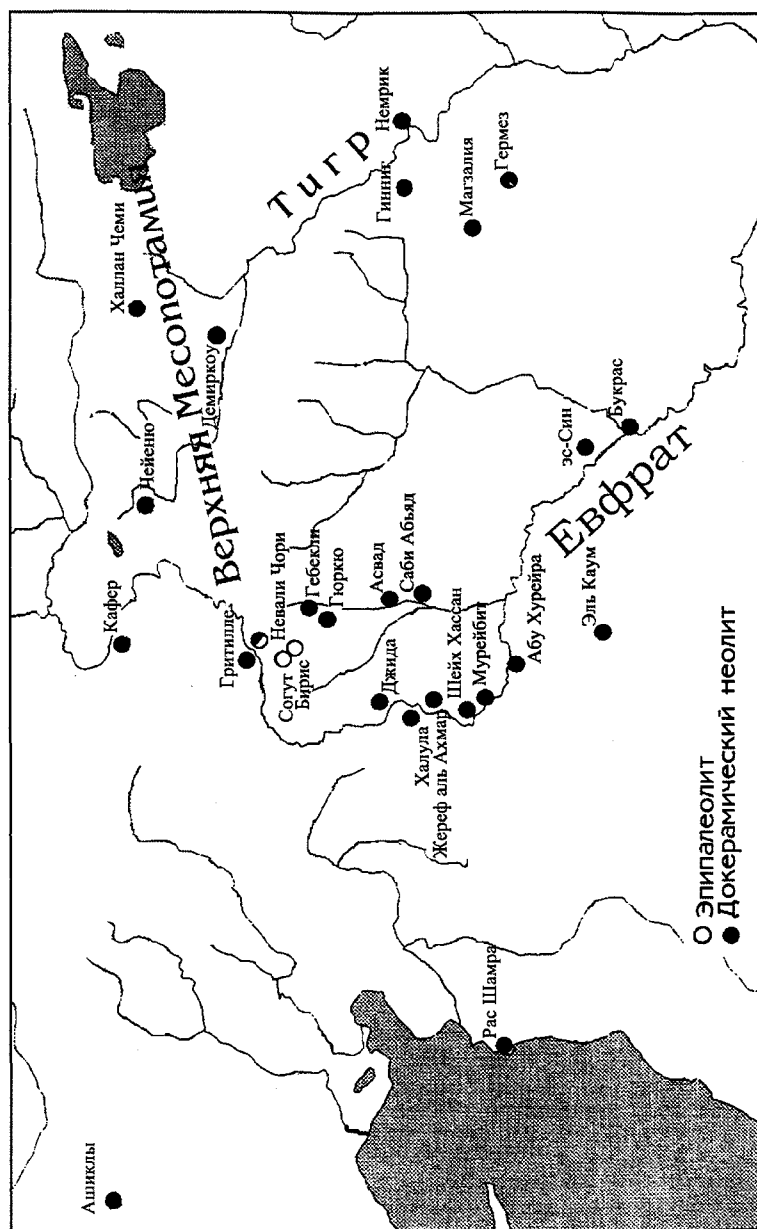 Ашиклы
Кафер
Чейеню
Халлан Чеми
Верхняя Месопотамия
Демиркоу
Гритилле
Невали Чори
Согут
Бирис
Гебекли
Гюркю
Тигр
Немрик
Гинник
Магзалия
Гермез
Асвад
Саби Абьяд
Джида
Халула
Жереф аль Ахмар
Шейх Хассан
Мурейбит
Абу Хурейра
Эль Каум
эс-Син
Букрас
Евфрат
Рас Шамра
Эпипалеолит
Докерамический неолит